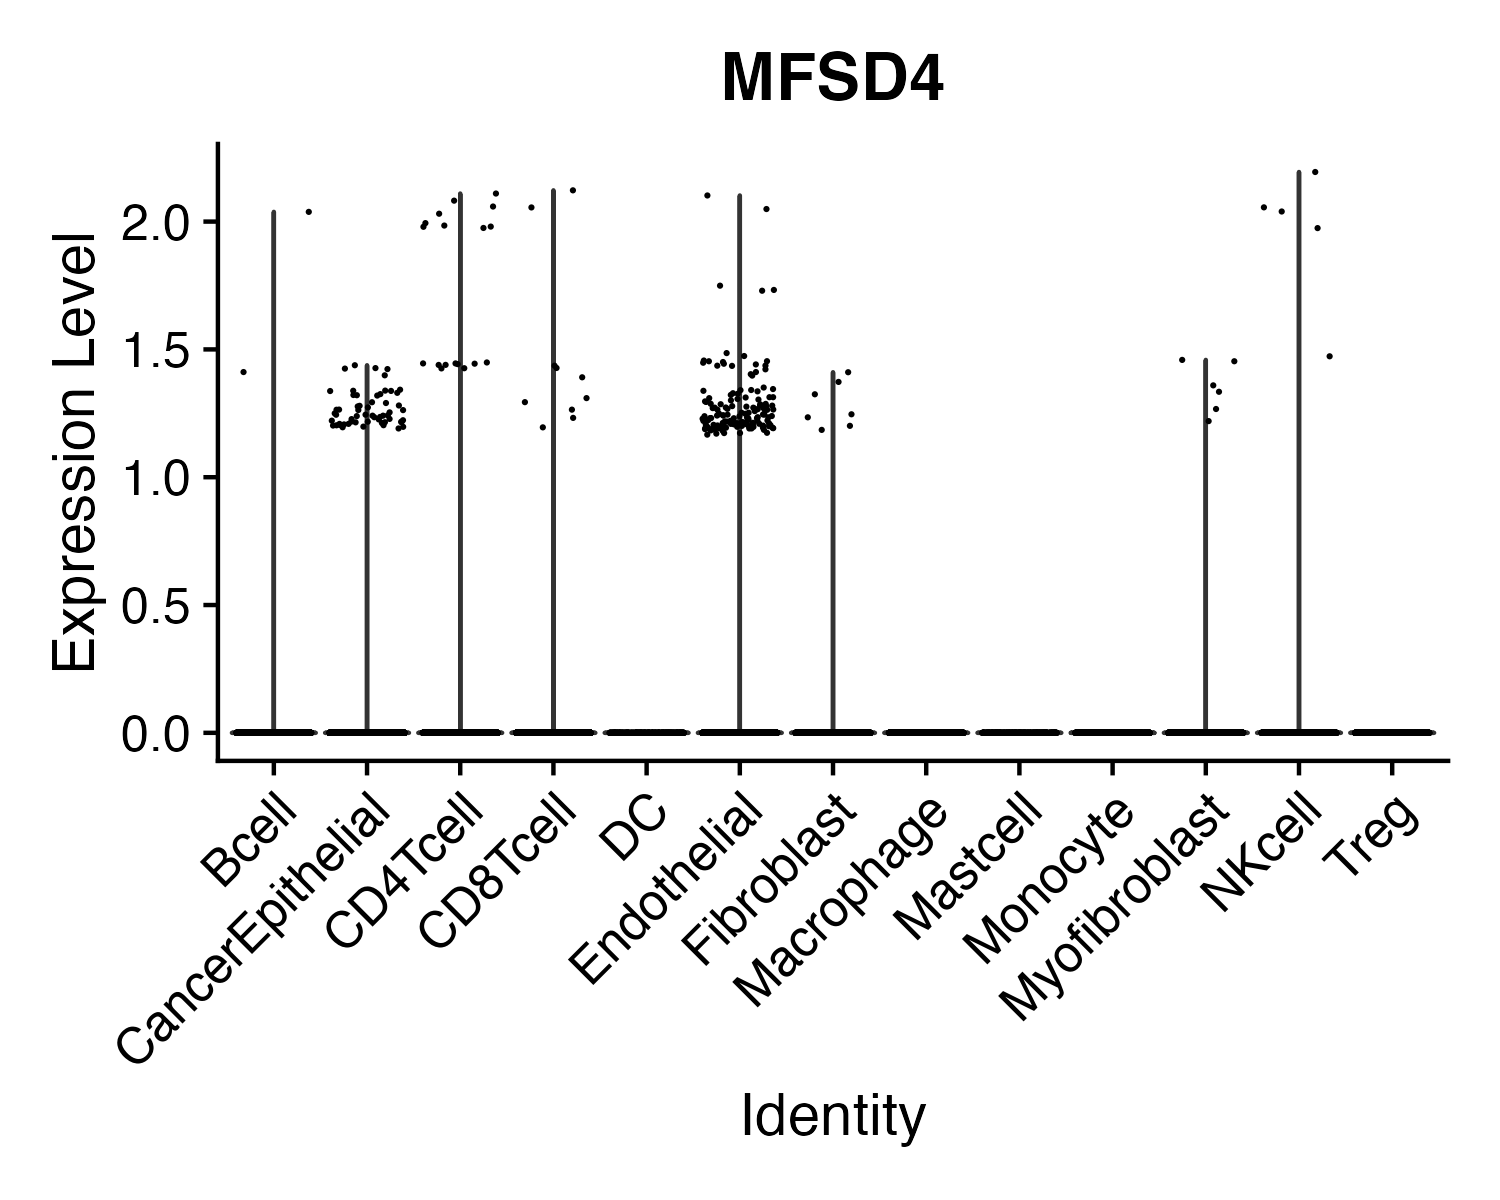 MFSD4
Expression Level
2.0
1.5
1.0
0.5
0.0
Bcell
CancerEpithelial
CD4Tcell
CD8Tcell
DC
Endothelial
Fibroblast
Macrophage
Mastcell
Monocyte
Myofibroblast
NKcell
Treg
Identity